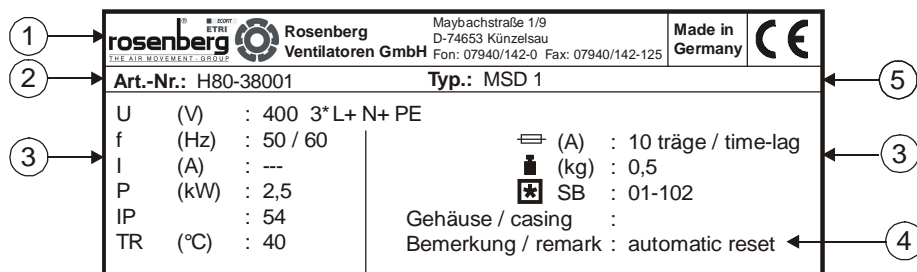 ECOFIT
ETRI
rosenberg
THE AIR MOVEMENT - GROUP
Rosenberg
Ventilatoren GmbH
Maybachstraße 1/9
D-74653 Künzelsau
Fon: 07940/142-0 Fax: 07940/142-125
Made in
Germany
CE
1
Art.-Nr.: H80-38001 Typ.: MSD 1
2
5
U (V) : 400 3*L+ N+ PE
f (Hz) : 50 / 60
I (A) : ---
P (kW) : 2,5
IP : 54
TR (°C) : 40
3
(A) : 10 träge / time-lag
(kg) : 0,5
* SB : 01-102
Gehäuse / casing :
Bemerkung / remark : automatic reset
3
4